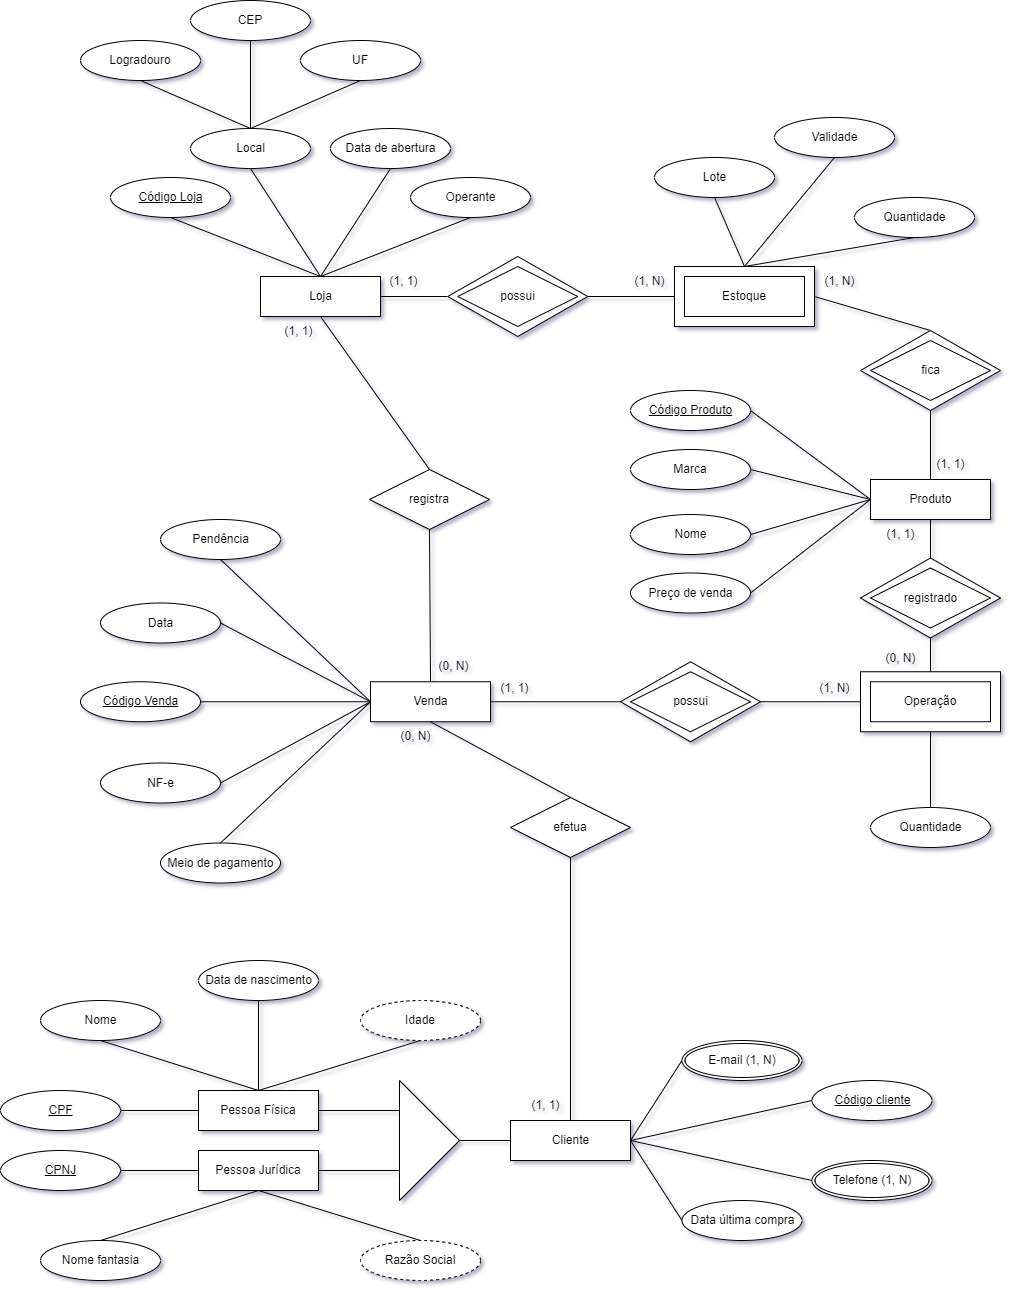 CEP
Logradouro
UF
Local
Data de abertura
Código Loja
Operante
Validade
Lote
Quantidade
Loja
(1, 1)
possui
(1, N)
Estoque
(1, N)
(1, 1)
fica
Código Produto
Marca
(1, 1)
Produto
registra
(1, 1)
Nome
Preço de venda
registrado
Pendência
Data
(0, N)
(0, N)
Código Venda
Venda
(1, 1)
possui
(1, N)
Operação
(0, N)
NF-e
Meio de pagamento
efetua
Quantidade
Data de nascimento
Nome
Idade
CPF
Pessoa Física
CPNJ
Pessoa Jurídica
Nome fantasia
Razão Social
(1, 1)
Cliente
E-mail (1, N)
Código cliente
Telefone (1, N)
Data última compra